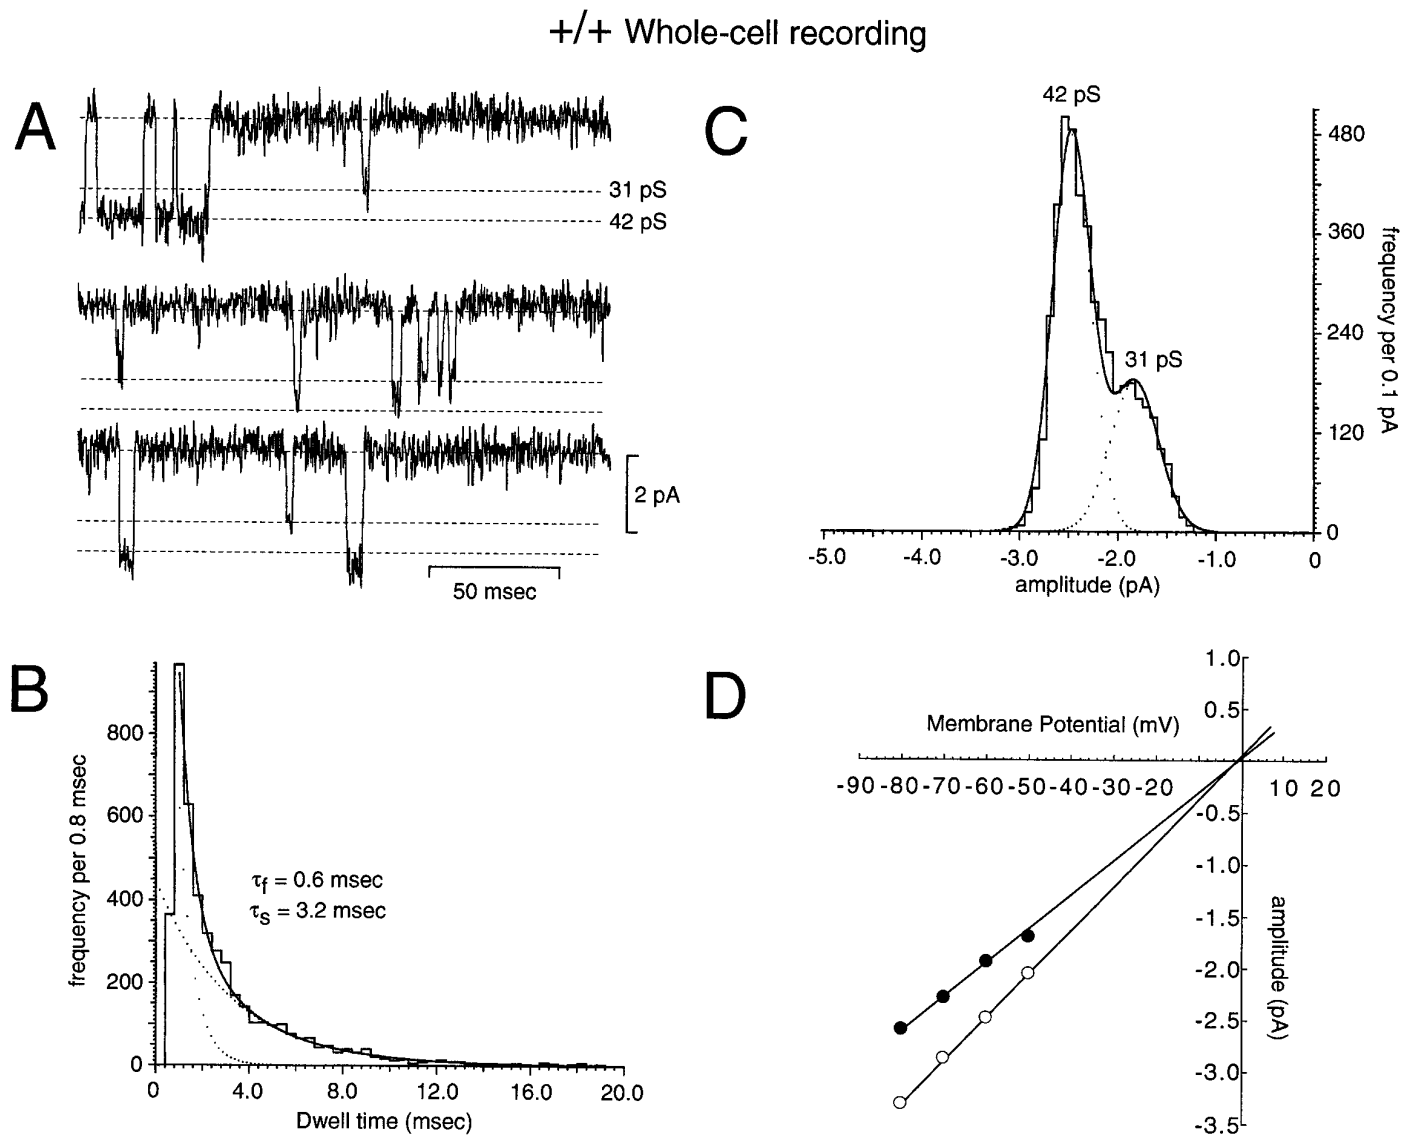 +/+ Whole-cell recording
A
31 pS
42 pS
2 pA
50 msec
B
frequency per 0.8 msec
800
600
400
200
0
τf = 0.6 msec
τs = 3.2 msec
0 4.0 8.0 12.0 16.0 20.0
Dwell time (msec)
C
42 pS
31 pS
480
360
240
120
0
frequency per 0.1 pA
-5.0 -4.0 -3.0 -2.0 -1.0 0
amplitude (pA)
D
1.0
0.5
Membrane Potential (mV)
-90 -80 -70 -60 -50 -40 -30 -20 10 20
-0.5
-1.0
-1.5
-2.0
-2.5
-3.0
-3.5
amplitude (pA)